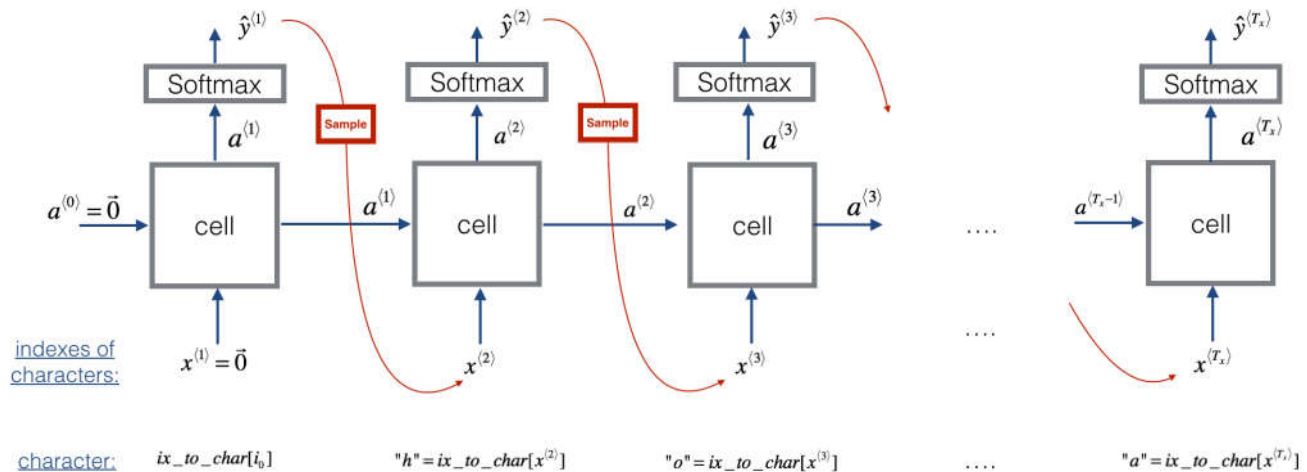 ŷ⟨1⟩ ŷ⟨2⟩ ŷ⟨3⟩ ŷ⟨Tₓ⟩
Softmax Softmax Softmax Softmax
Sample Sample
a⟨1⟩ a⟨2⟩ a⟨3⟩ a⟨Tₓ⟩
a⟨0⟩ = 0⃗ cell a⟨1⟩ cell a⟨2⟩ cell a⟨3⟩ .... a⟨Tₓ−1⟩ cell
....
indexes of
characters:
x⟨1⟩ = 0⃗ x⟨2⟩ x⟨3⟩ .... x⟨Tₓ⟩
character: ix_to_char[i₀] "h"=ix_to_char[x⟨2⟩] "o"=ix_to_char[x⟨3⟩] .... "a"=ix_to_char[x⟨Tₓ⟩]